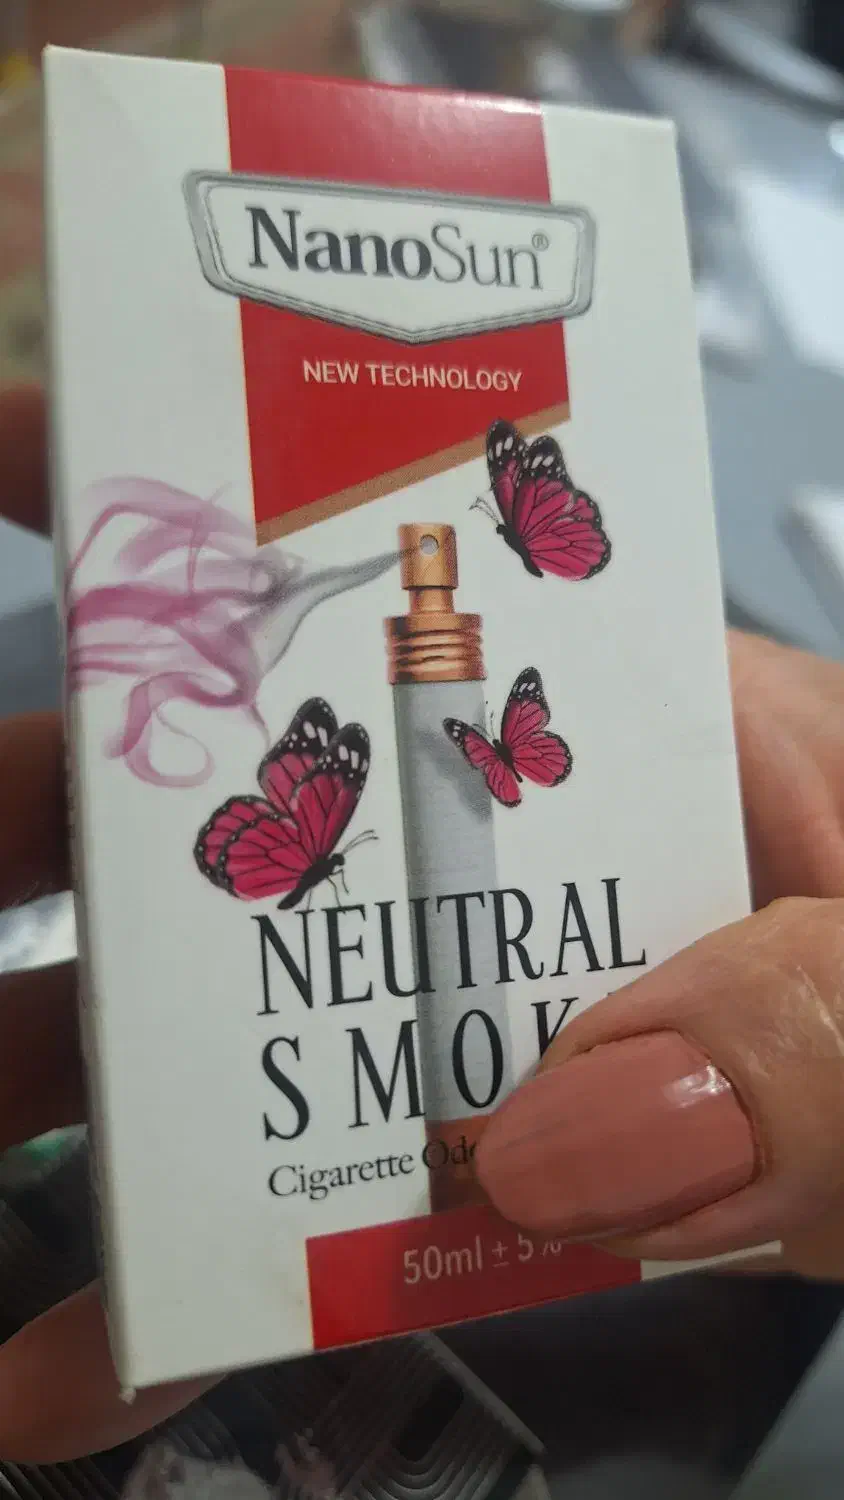 NanoSun®
NEW TECHNOLOGY
NEUTRAL
Cigarette
50ml ± 5%